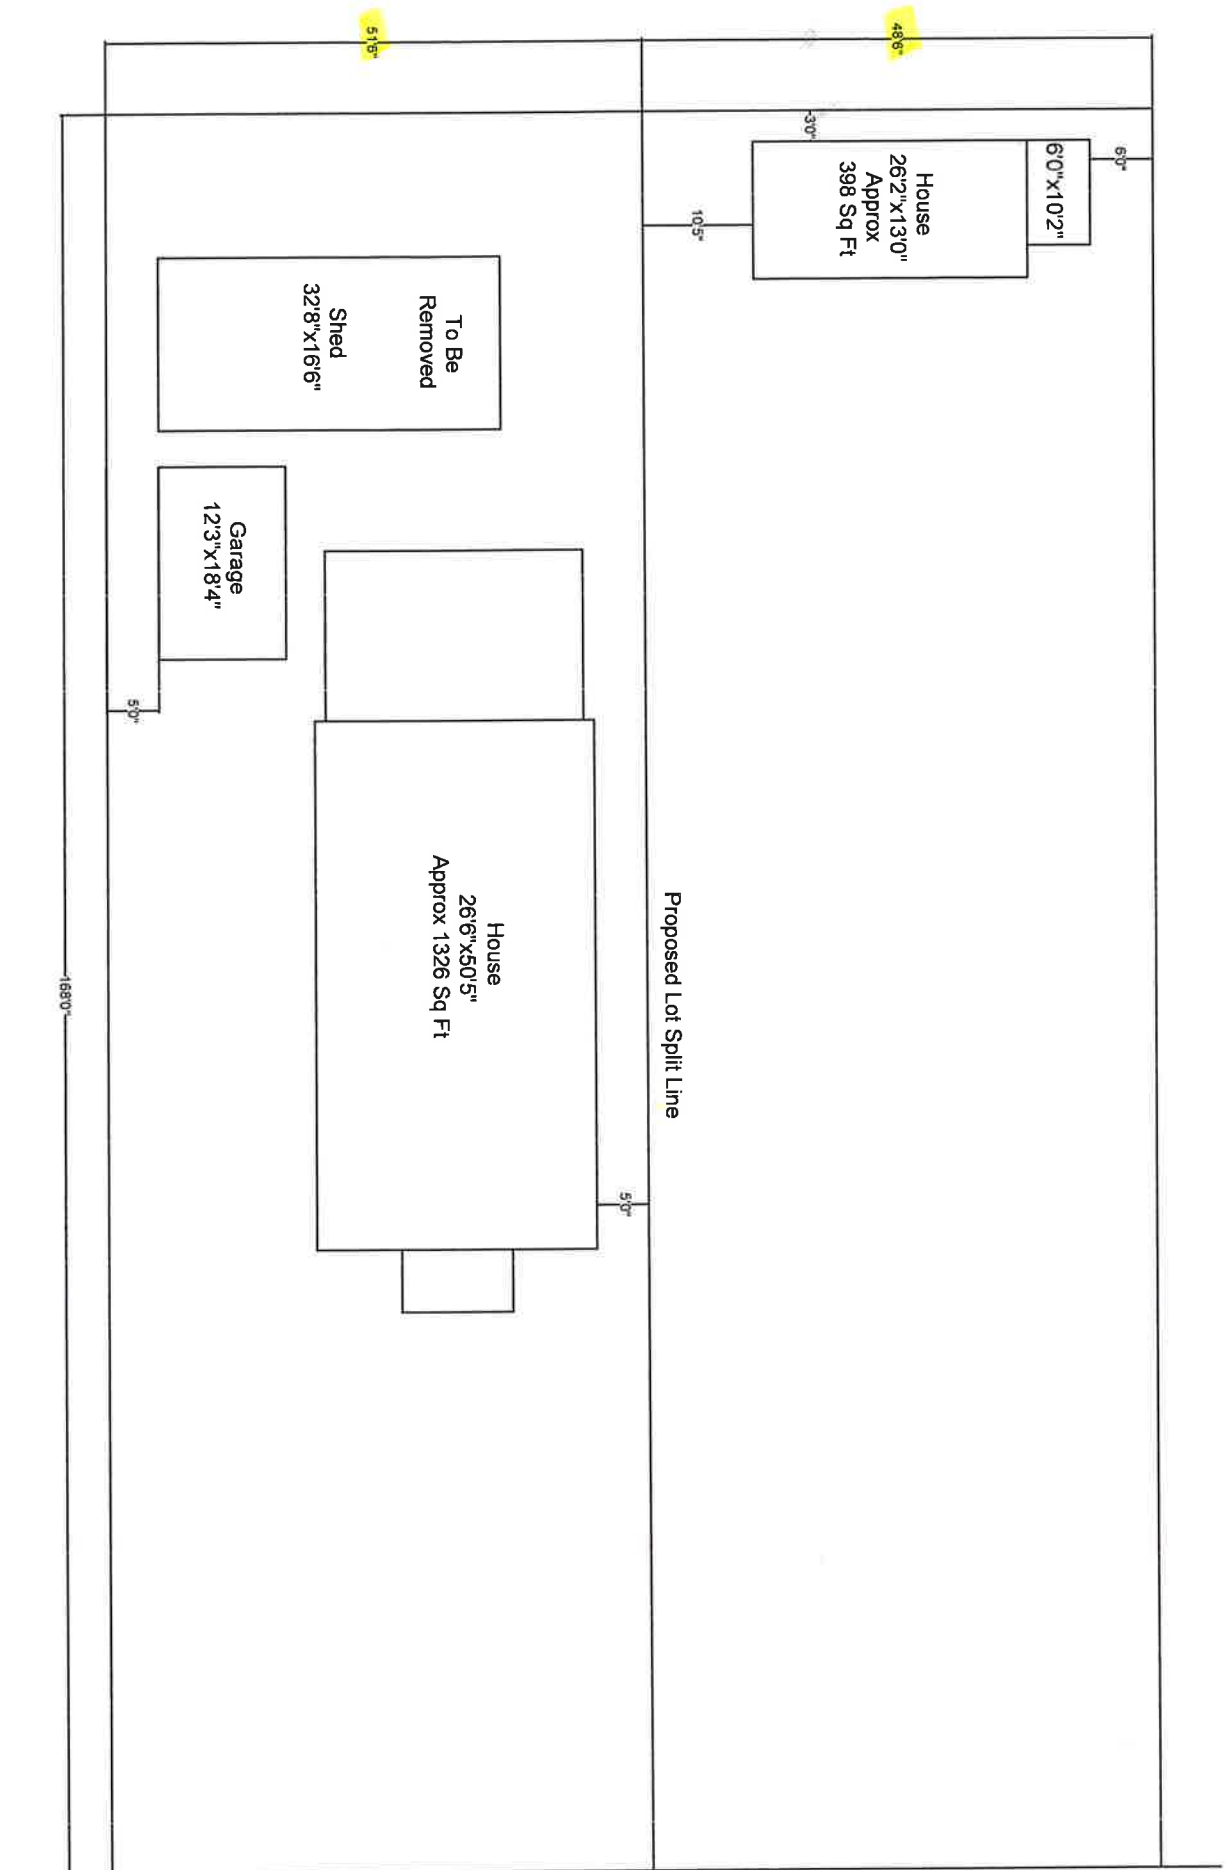 51'6"
48'6"
3'0"
6'0"
6'0"x10'2"
House
26'2"x13'0"
Approx
398 Sq Ft
10'5"
To Be
Removed
Shed
32'8"x16'6"
Garage
12'3"x18'4"
5'0"
House
26'6"x50'5"
Approx 1326 Sq Ft
Proposed Lot Split Line
168'0"
5'0"